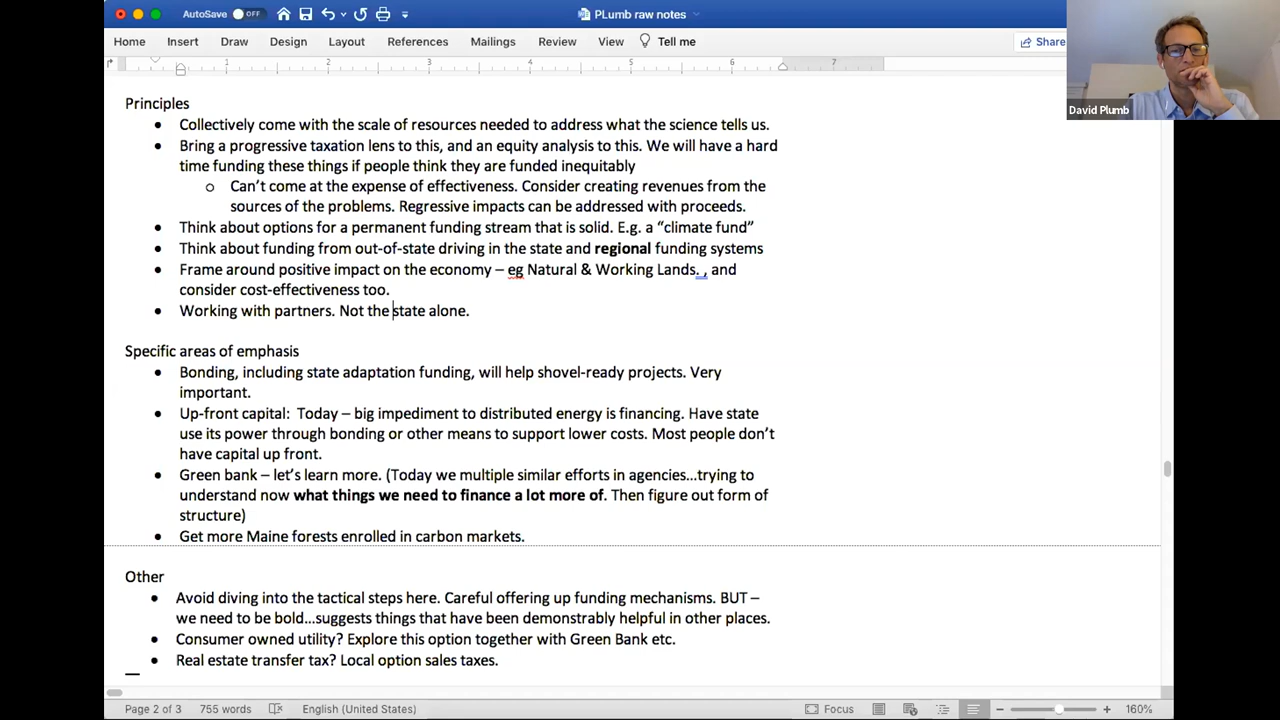 AutoSave OFF PLumb raw notes
Home Insert Draw Design Layout References Mailings Review View Tell me Share
1 2 3 4 5 6 7
David Plumb
Principles
• Collectively come with the scale of resources needed to address what the science tells us.
• Bring a progressive taxation lens to this, and an equity analysis to this. We will have a hard
time funding these things if people think they are funded inequitably
o Can't come at the expense of effectiveness. Consider creating revenues from the
sources of the problems. Regressive impacts can be addressed with proceeds.
• Think about options for a permanent funding stream that is solid. E.g. a “climate fund”
• Think about funding from out-of-state driving in the state and regional funding systems
• Frame around positive impact on the economy – eg Natural & Working Lands. , and
consider cost-effectiveness too.
• Working with partners. Not the state alone.
Specific areas of emphasis
• Bonding, including state adaptation funding, will help shovel-ready projects. Very
important.
• Up-front capital: Today – big impediment to distributed energy is financing. Have state
use its power through bonding or other means to support lower costs. Most people don't
have capital up front.
• Green bank – let's learn more. (Today we multiple similar efforts in agencies…trying to
understand now what things we need to finance a lot more of. Then figure out form of
structure)
• Get more Maine forests enrolled in carbon markets.
Other
• Avoid diving into the tactical steps here. Careful offering up funding mechanisms. BUT –
we need to be bold…suggests things that have been demonstrably helpful in other places.
• Consumer owned utility? Explore this option together with Green Bank etc.
• Real estate transfer tax? Local option sales taxes.
Page 2 of 3 755 words English (United States) Focus 160%